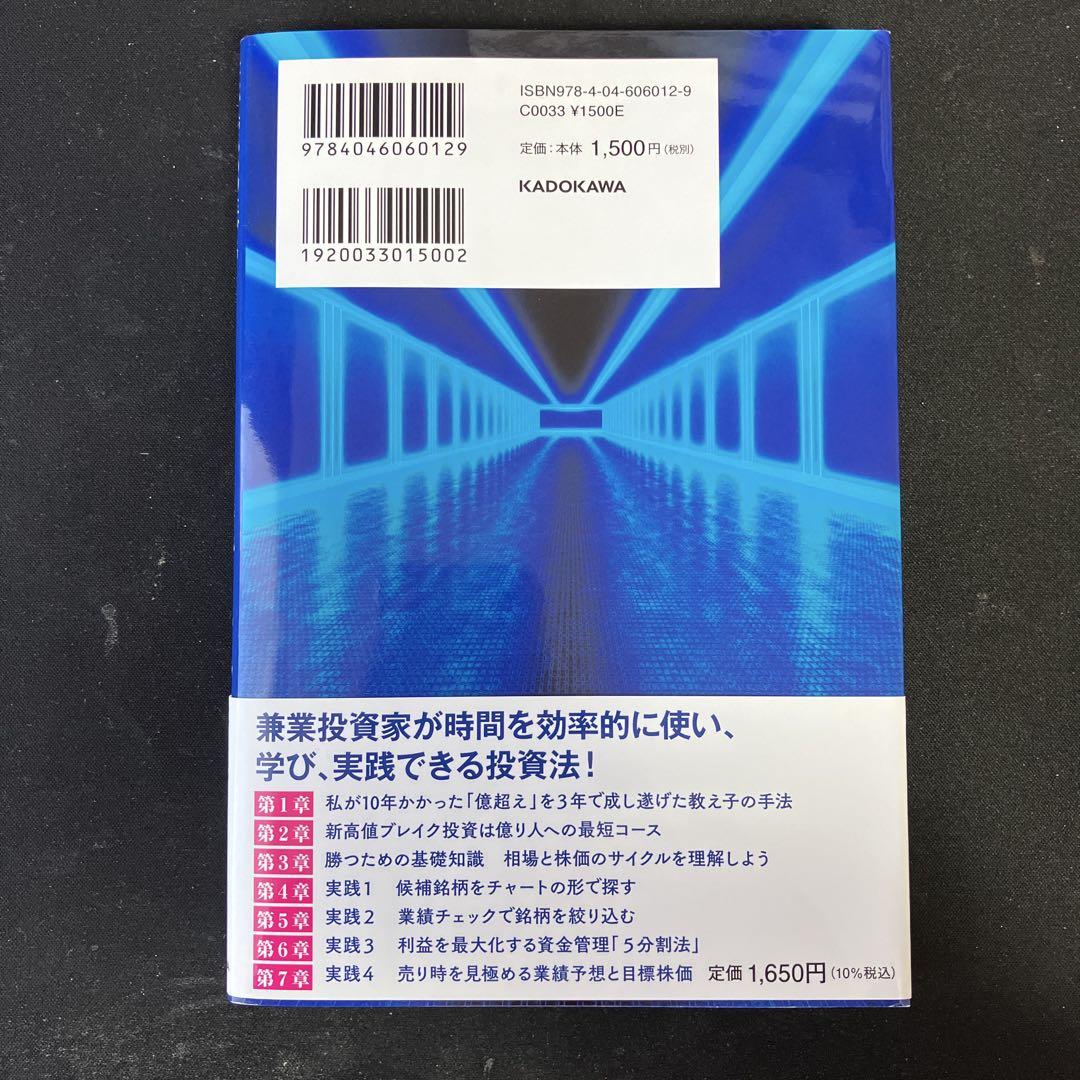 ISBN978-4-04-606012-9
C0033 ¥1500E
9784046060129
定価:本体 1,500円(税別)
KADOKAWA
1920033015002
兼業投資家が時間を効率的に使い、
学び、実践できる投資法!
第1章 私が10年かかった「億超え」を3年で成し遂げた教え子の手法
第2章 新高値ブレイク投資は億り人への最短コース
第3章 勝つための基礎知識 相場と株価のサイクルを理解しよう
第4章 実践1 候補銘柄をチャートの形で探す
第5章 実践2 業績チェックで銘柄を絞り込む
第6章 実践3 利益を最大化する資金管理「5分割法」
第7章 実践4 売り時を見極める業績予想と目標株価 定価 1,650円(10%税込)